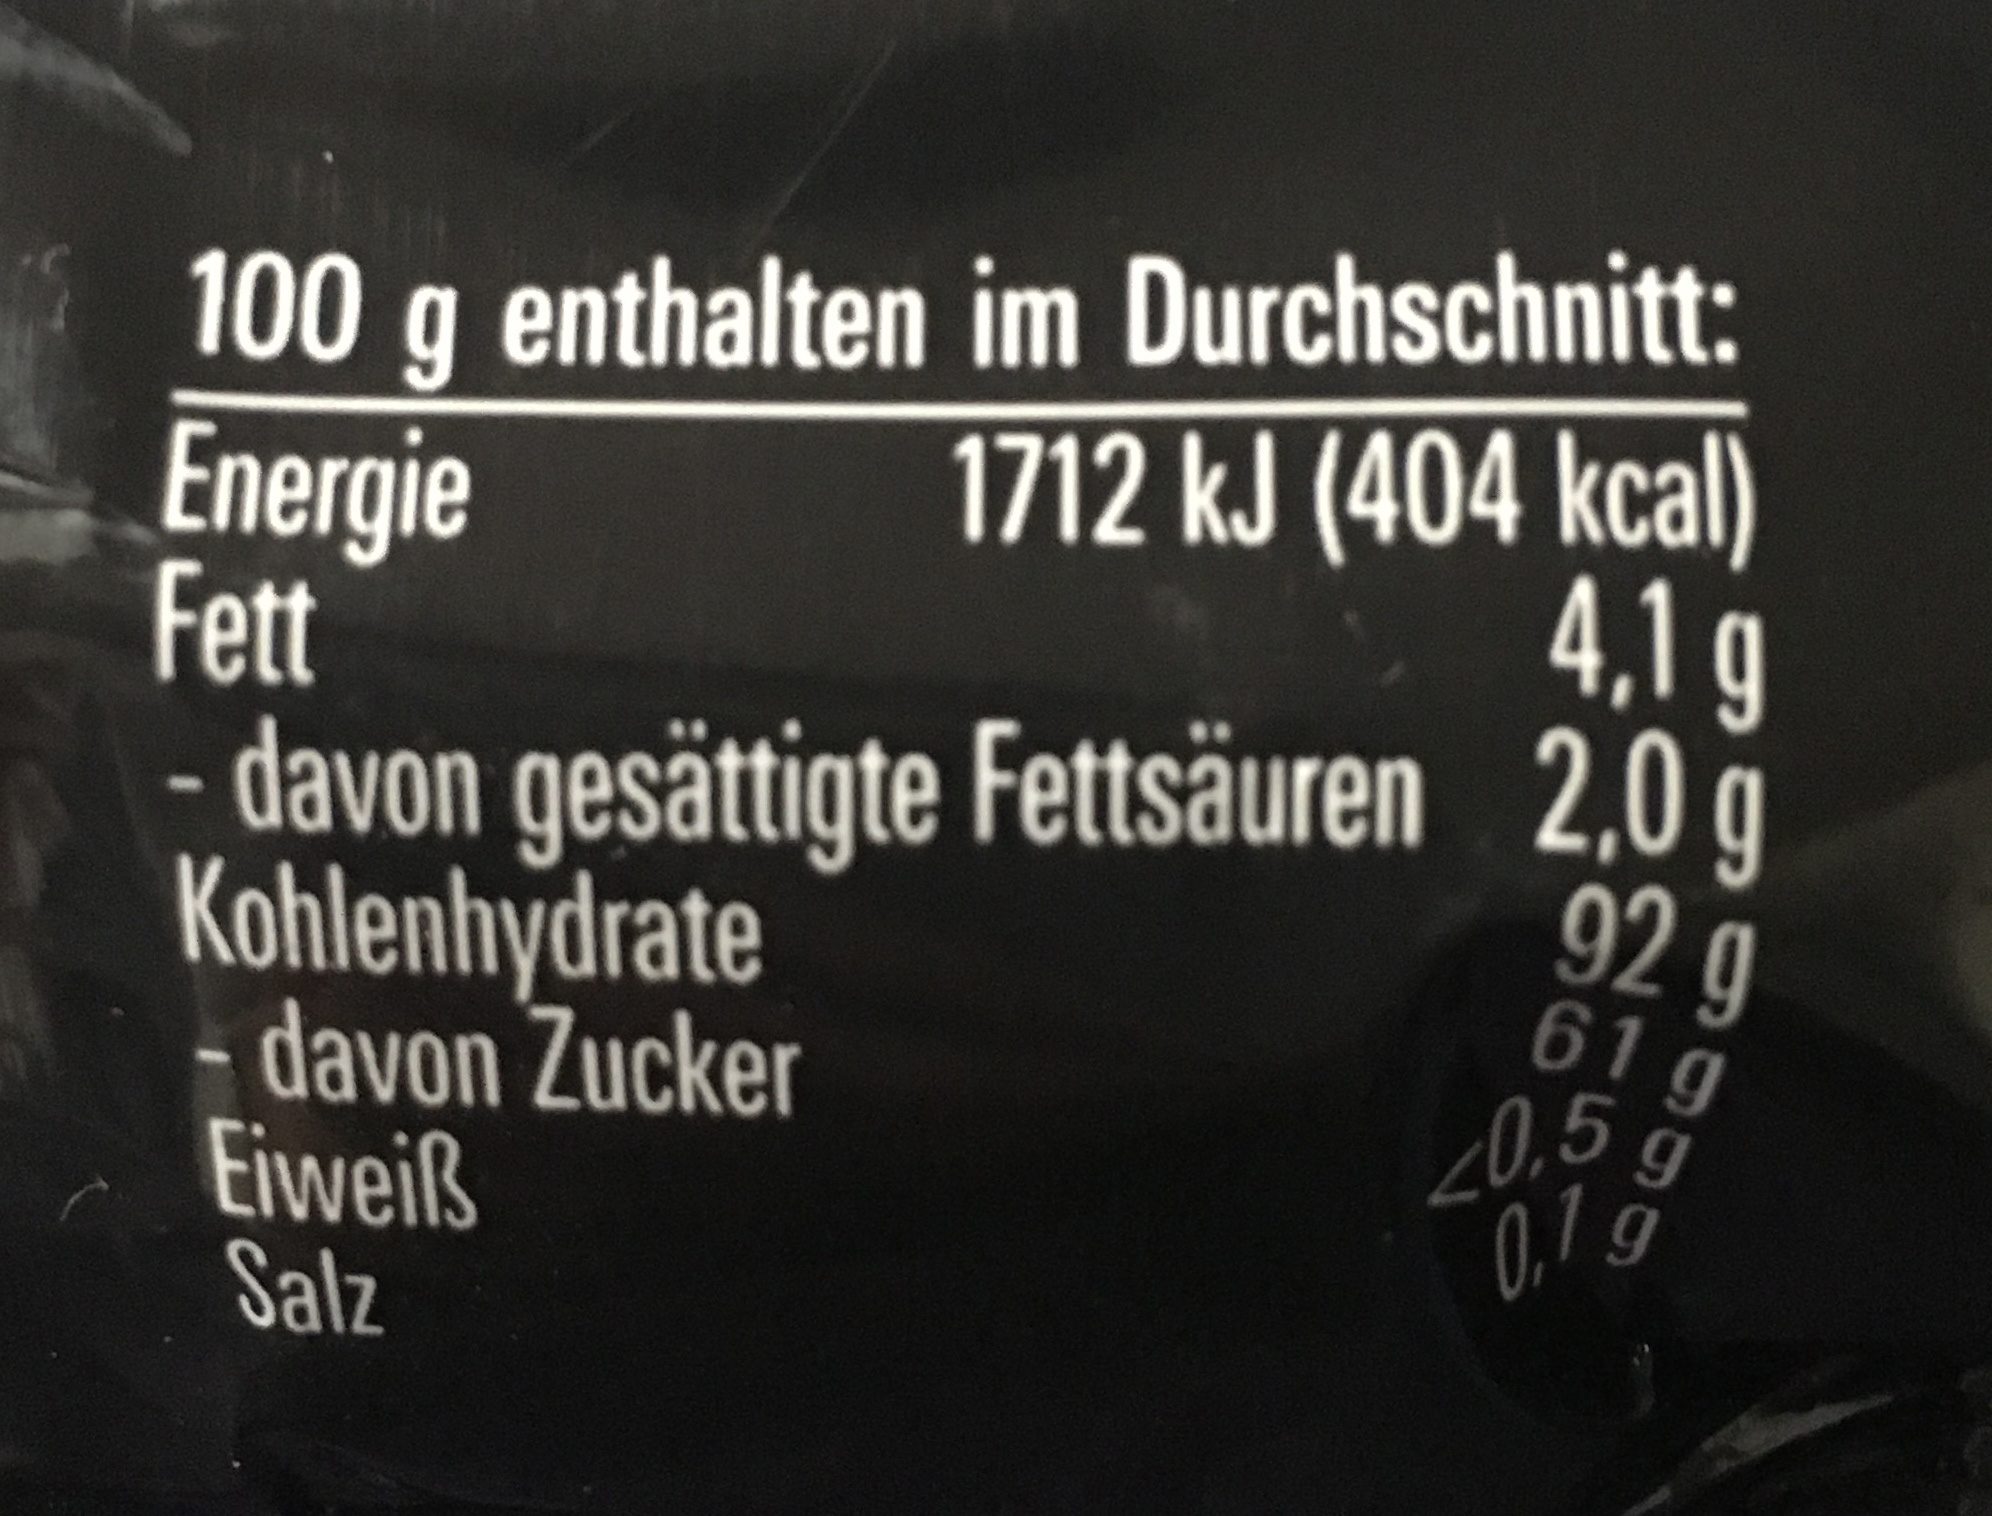 100 g enthalten im Durchschnitt:
Energie 1712 kJ (404 kcal)
Fett 4,1 g
- davon gesättigte Fettsäuren 2,0 g
Kohlenhydrate 92 g
- davon Zucker 61 g
Eiweiß <0,5 g
Salz 0,1 g